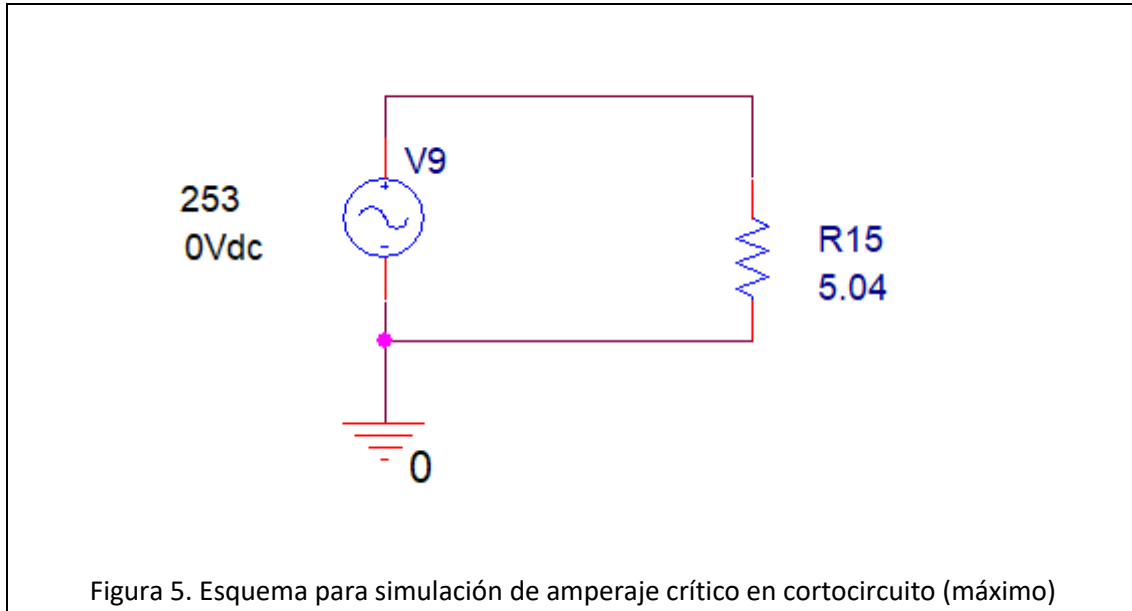 V9
253
0Vdc
R15
5.04
0
Figura 5. Esquema para simulación de amperaje crítico en cortocircuito (máximo)